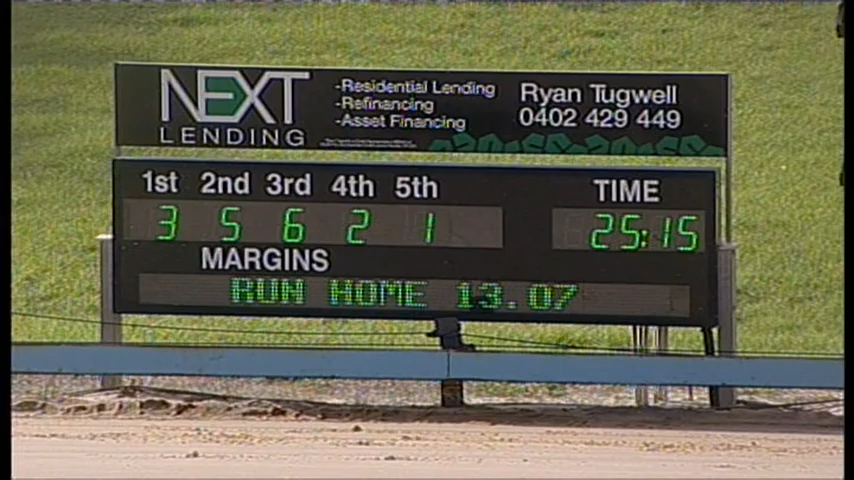 NEXT
LENDING
-Residential Lending
-Refinancing
-Asset Financing
Ryan Tugwell
0402 429 449
1st 2nd 3rd 4th 5th TIME
3 5 6 2 1 25:15
MARGINS
RUN HOME 13.07